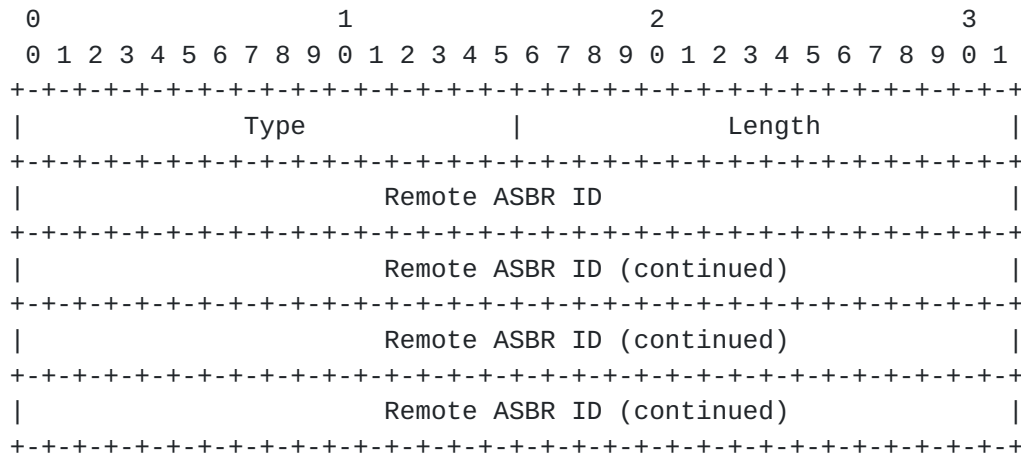 0                   1                   2                   3
 0 1 2 3 4 5 6 7 8 9 0 1 2 3 4 5 6 7 8 9 0 1 2 3 4 5 6 7 8 9 0 1
+-+-+-+-+-+-+-+-+-+-+-+-+-+-+-+-+-+-+-+-+-+-+-+-+-+-+-+-+-+-+-+-+
|              Type             |             Length            |
+-+-+-+-+-+-+-+-+-+-+-+-+-+-+-+-+-+-+-+-+-+-+-+-+-+-+-+-+-+-+-+-+
|                       Remote ASBR ID                          |
+-+-+-+-+-+-+-+-+-+-+-+-+-+-+-+-+-+-+-+-+-+-+-+-+-+-+-+-+-+-+-+-+
|                       Remote ASBR ID (continued)              |
+-+-+-+-+-+-+-+-+-+-+-+-+-+-+-+-+-+-+-+-+-+-+-+-+-+-+-+-+-+-+-+-+
|                       Remote ASBR ID (continued)              |
+-+-+-+-+-+-+-+-+-+-+-+-+-+-+-+-+-+-+-+-+-+-+-+-+-+-+-+-+-+-+-+-+
|                       Remote ASBR ID (continued)              |
+-+-+-+-+-+-+-+-+-+-+-+-+-+-+-+-+-+-+-+-+-+-+-+-+-+-+-+-+-+-+-+-+